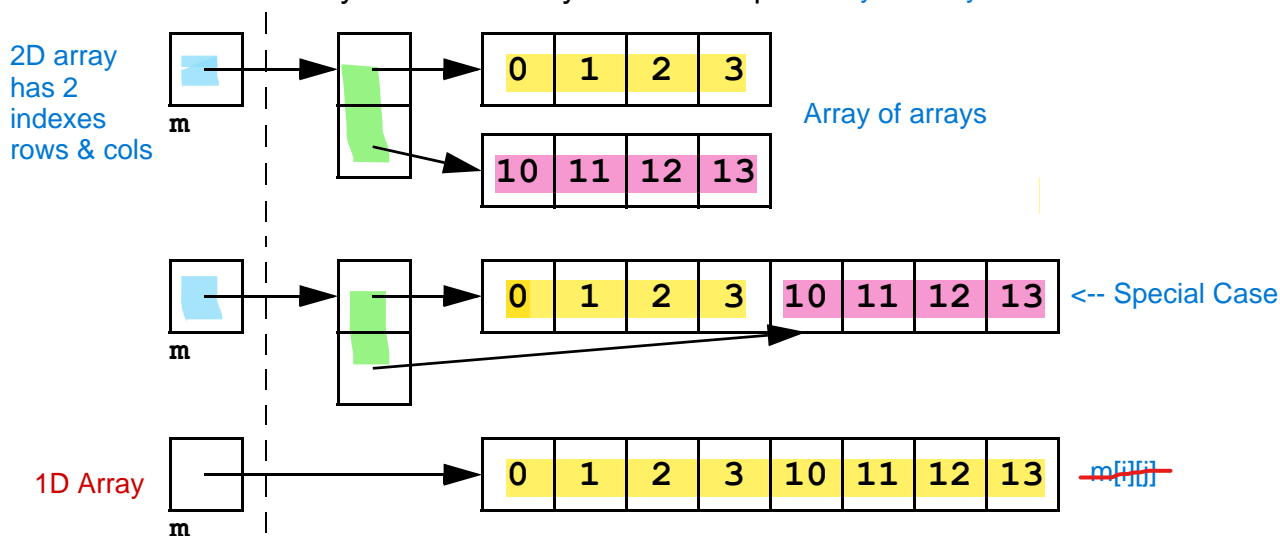 2D array
has 2
indexes
rows & cols
m
0 1 2 3
10 11 12 13
Array of arrays
m
0 1 2 3 10 11 12 13
<-- Special Case
1D Array
m
0 1 2 3 10 11 12 13
m[i][j]